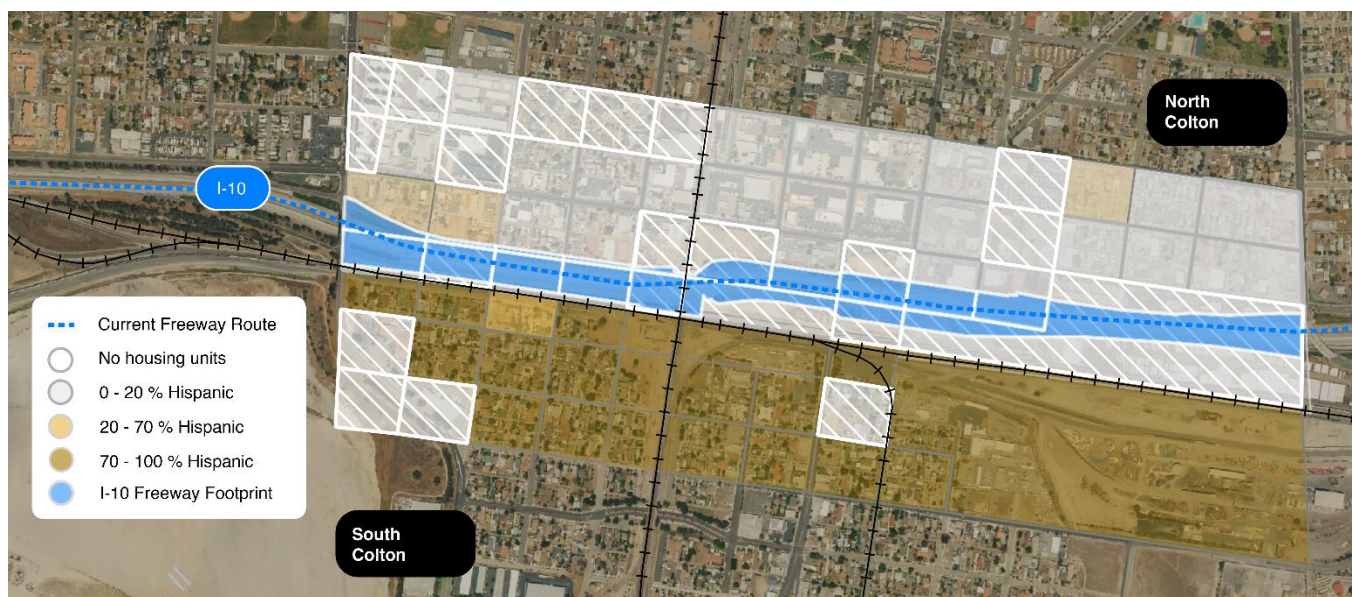 North
Colton
I-10
Current Freeway Route
No housing units
0 - 20 % Hispanic
20 - 70 % Hispanic
70 - 100 % Hispanic
I-10 Freeway Footprint
South
Colton